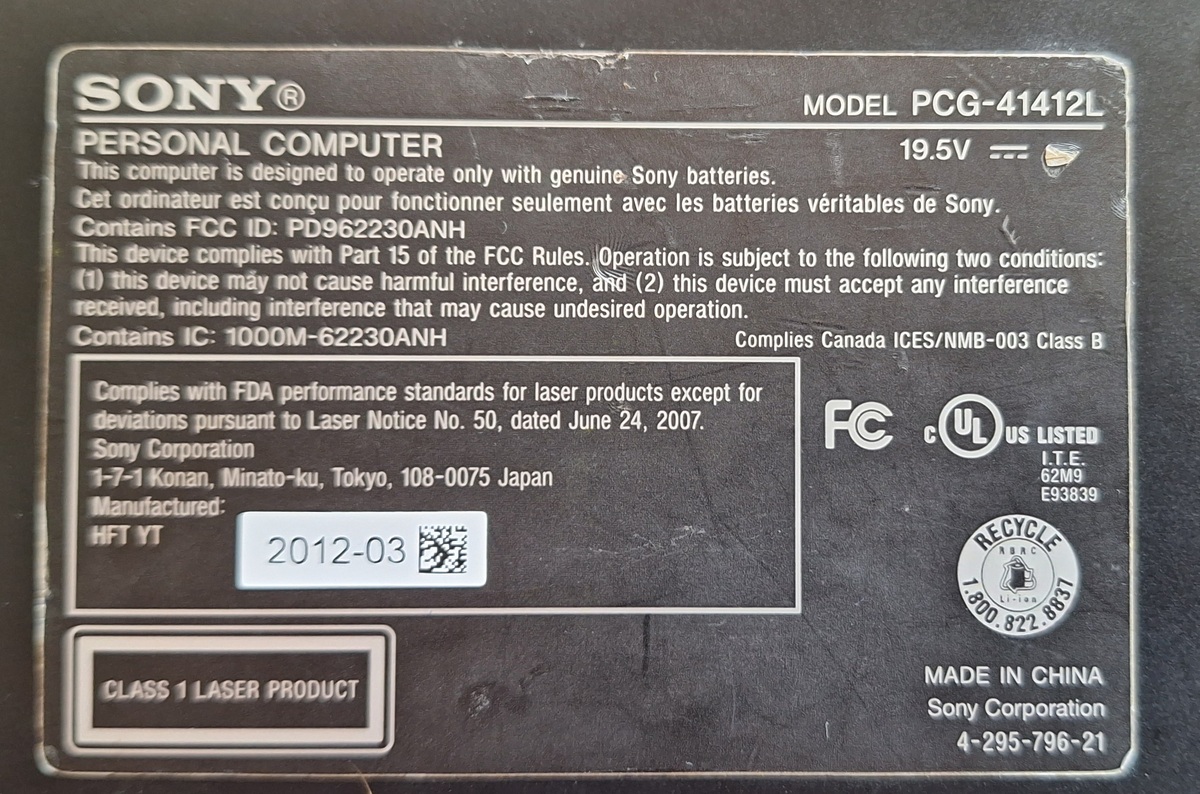 SONY®
MODEL PCG-41412L
PERSONAL COMPUTER
19.5V
This computer is designed to operate only with genuine Sony batteries.
Cet ordinateur est conçu pour fonctionner seulement avec les batteries véritables de Sony.
Contains FCC ID: PD962230ANH
This device complies with Part 15 of the FCC Rules. Operation is subject to the following two conditions:
(1) this device may not cause harmful interference, and (2) this device must accept any interference
received, including interference that may cause undesired operation.
Contains IC: 1000M-62230ANH
Complies Canada ICES/NMB-003 Class B
Complies with FDA performance standards for laser products except for
deviations pursuant to Laser Notice No. 50, dated June 24, 2007.
Sony Corporation
1-7-1 Konan, Minato-ku, Tokyo, 108-0075 Japan
Manufactured:
HFT YT
2012-03
FC
C UL US LISTED
I.T.E.
62M9
E93839
RECYCLE
RBRC
Li-ion
1.800.822.8837
CLASS 1 LASER PRODUCT
MADE IN CHINA
Sony Corporation
4-295-796-21